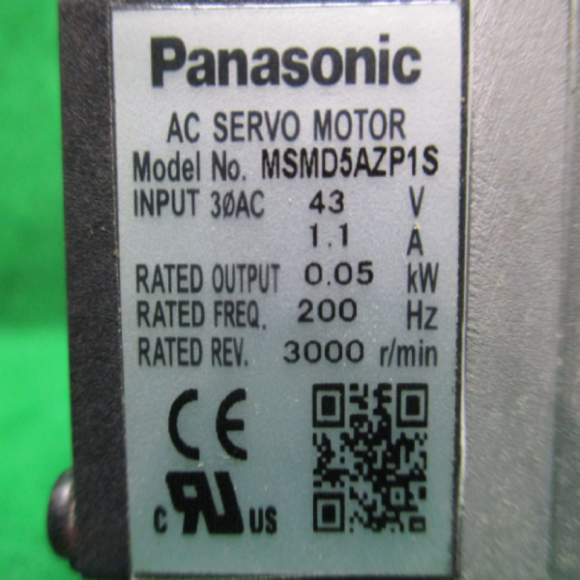 Panasonic
AC SERVO MOTOR
Model No. MSMD5AZP1S
INPUT 3ØAC 43 V
1.1 A
RATED OUTPUT 0.05 kW
RATED FREQ. 200 Hz
RATED REV. 3000 r/min
CE
c RU US